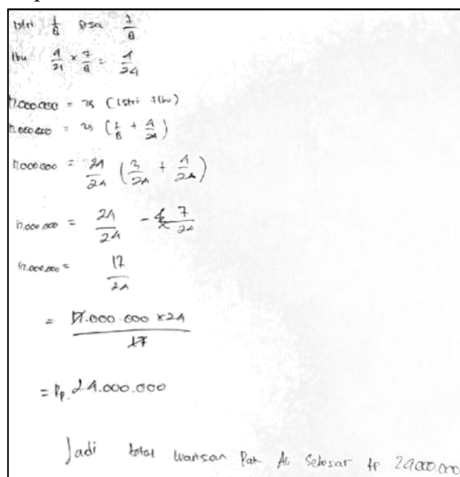 Istri 1/8 sisa 7/8
Ibu 4/21 × 7/8 = 4/24
17.000.000 = (Istri + Ibu)
17.000.000 = (1/8 + 4/24)
17.000.000 = 24/24 (3/24 + 4/24)
17.000.000 = 24/24 - 7/24
17.000.000 = 17/24
= 17.000.000 × 24 / 17
= Rp. 24.000.000
Jadi total warisan Pak Ali sebesar Rp 24.000.000